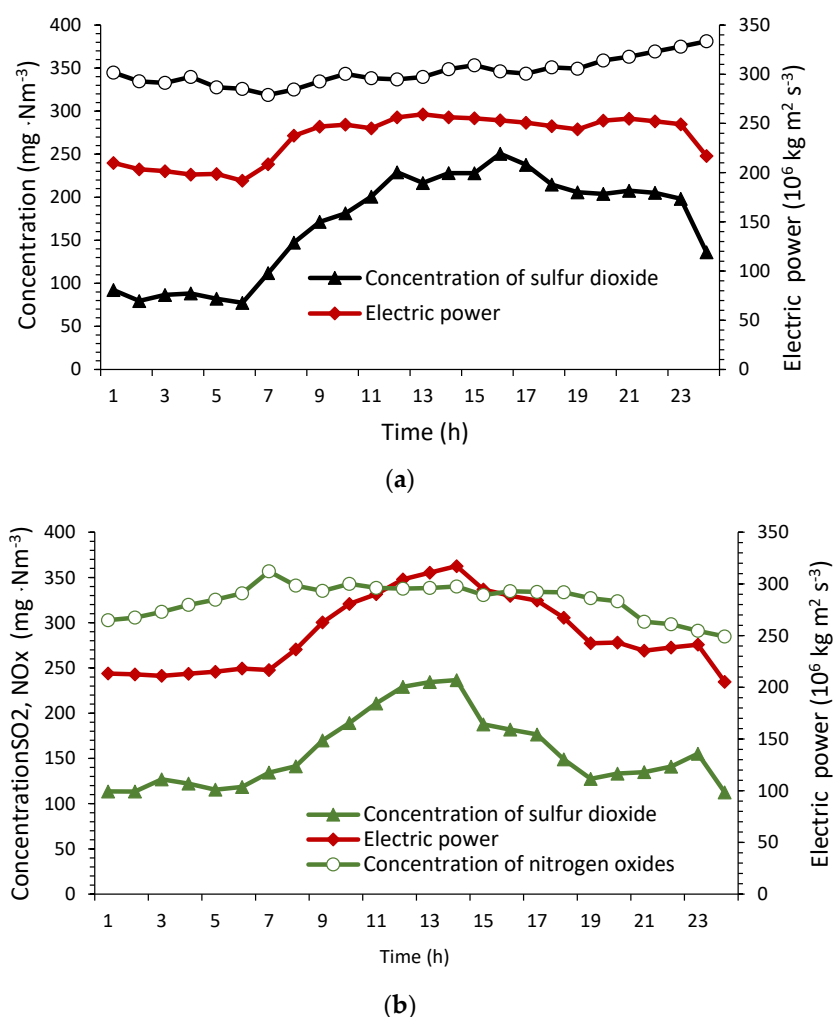 Concentration (mg ·Nm⁻³)
400
350
300
250
200
150
100
50
0
350
300
250
200
150
100
50
0
Electric power (10⁶ kg m² s⁻³)
Concentration of sulfur dioxide
Electric power
1 3 5 7 9 11 13 15 17 19 21 23
Time (h)
(a)
ConcentrationSO2, NOx (mg ·Nm⁻³)
400
350
300
250
200
150
100
50
0
350
300
250
200
150
100
50
0
Electric power (10⁶ kg m² s⁻³)
Concentration of sulfur dioxide
Electric power
Concentration of nitrogen oxides
1 3 5 7 9 11 13 15 17 19 21 23
Time (h)
(b)